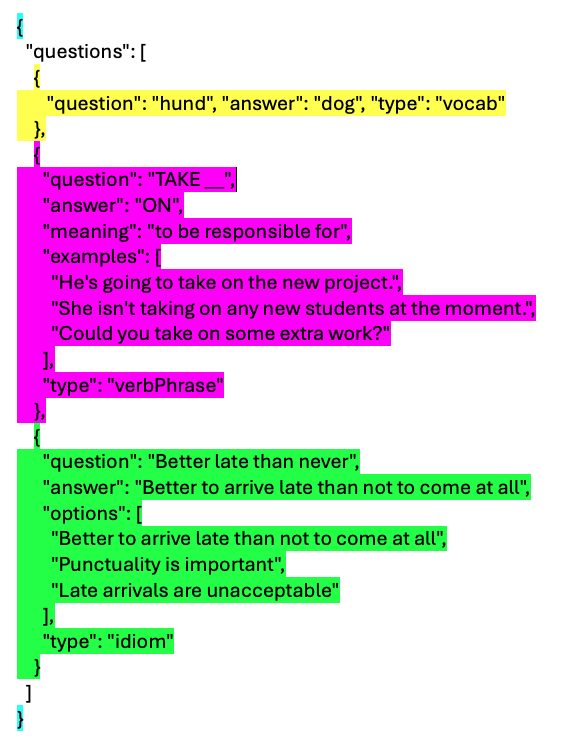 {
"questions": [
{
"question": "hund", "answer": "dog", "type": "vocab"
},
{
"question": "TAKE __",
"answer": "ON",
"meaning": "to be responsible for",
"examples": [
"He's going to take on the new project.",
"She isn't taking on any new students at the moment.",
"Could you take on some extra work?"
],
"type": "verbPhrase"
},
{
"question": "Better late than never",
"answer": "Better to arrive late than not to come at all",
"options": [
"Better to arrive late than not to come at all",
"Punctuality is important",
"Late arrivals are unacceptable"
],
"type": "idiom"
}
]
}